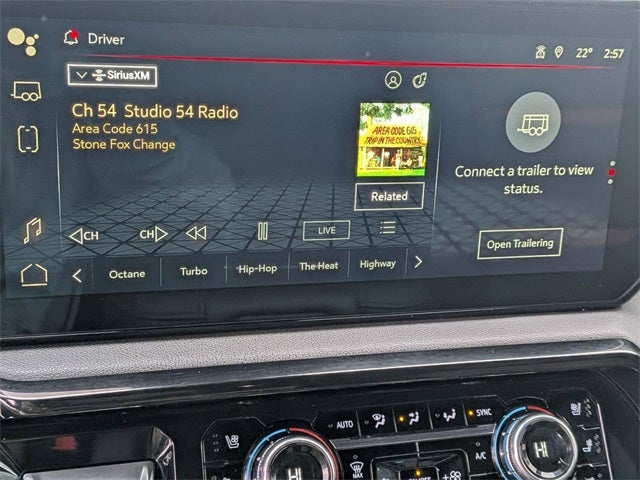 Driver
22° 2:57
SiriusXM
Ch 54 Studio 54 Radio
Area Code 615
Stone Fox Change
AREA CODE 615
TRIP IN THE COUNTRY
Related
Connect a trailer to view
status.
Open Trailering
CH CH LIVE
Octane Turbo Hip-Hop The Heat Highway
AUTO SYNC
HI MAX A/C HI